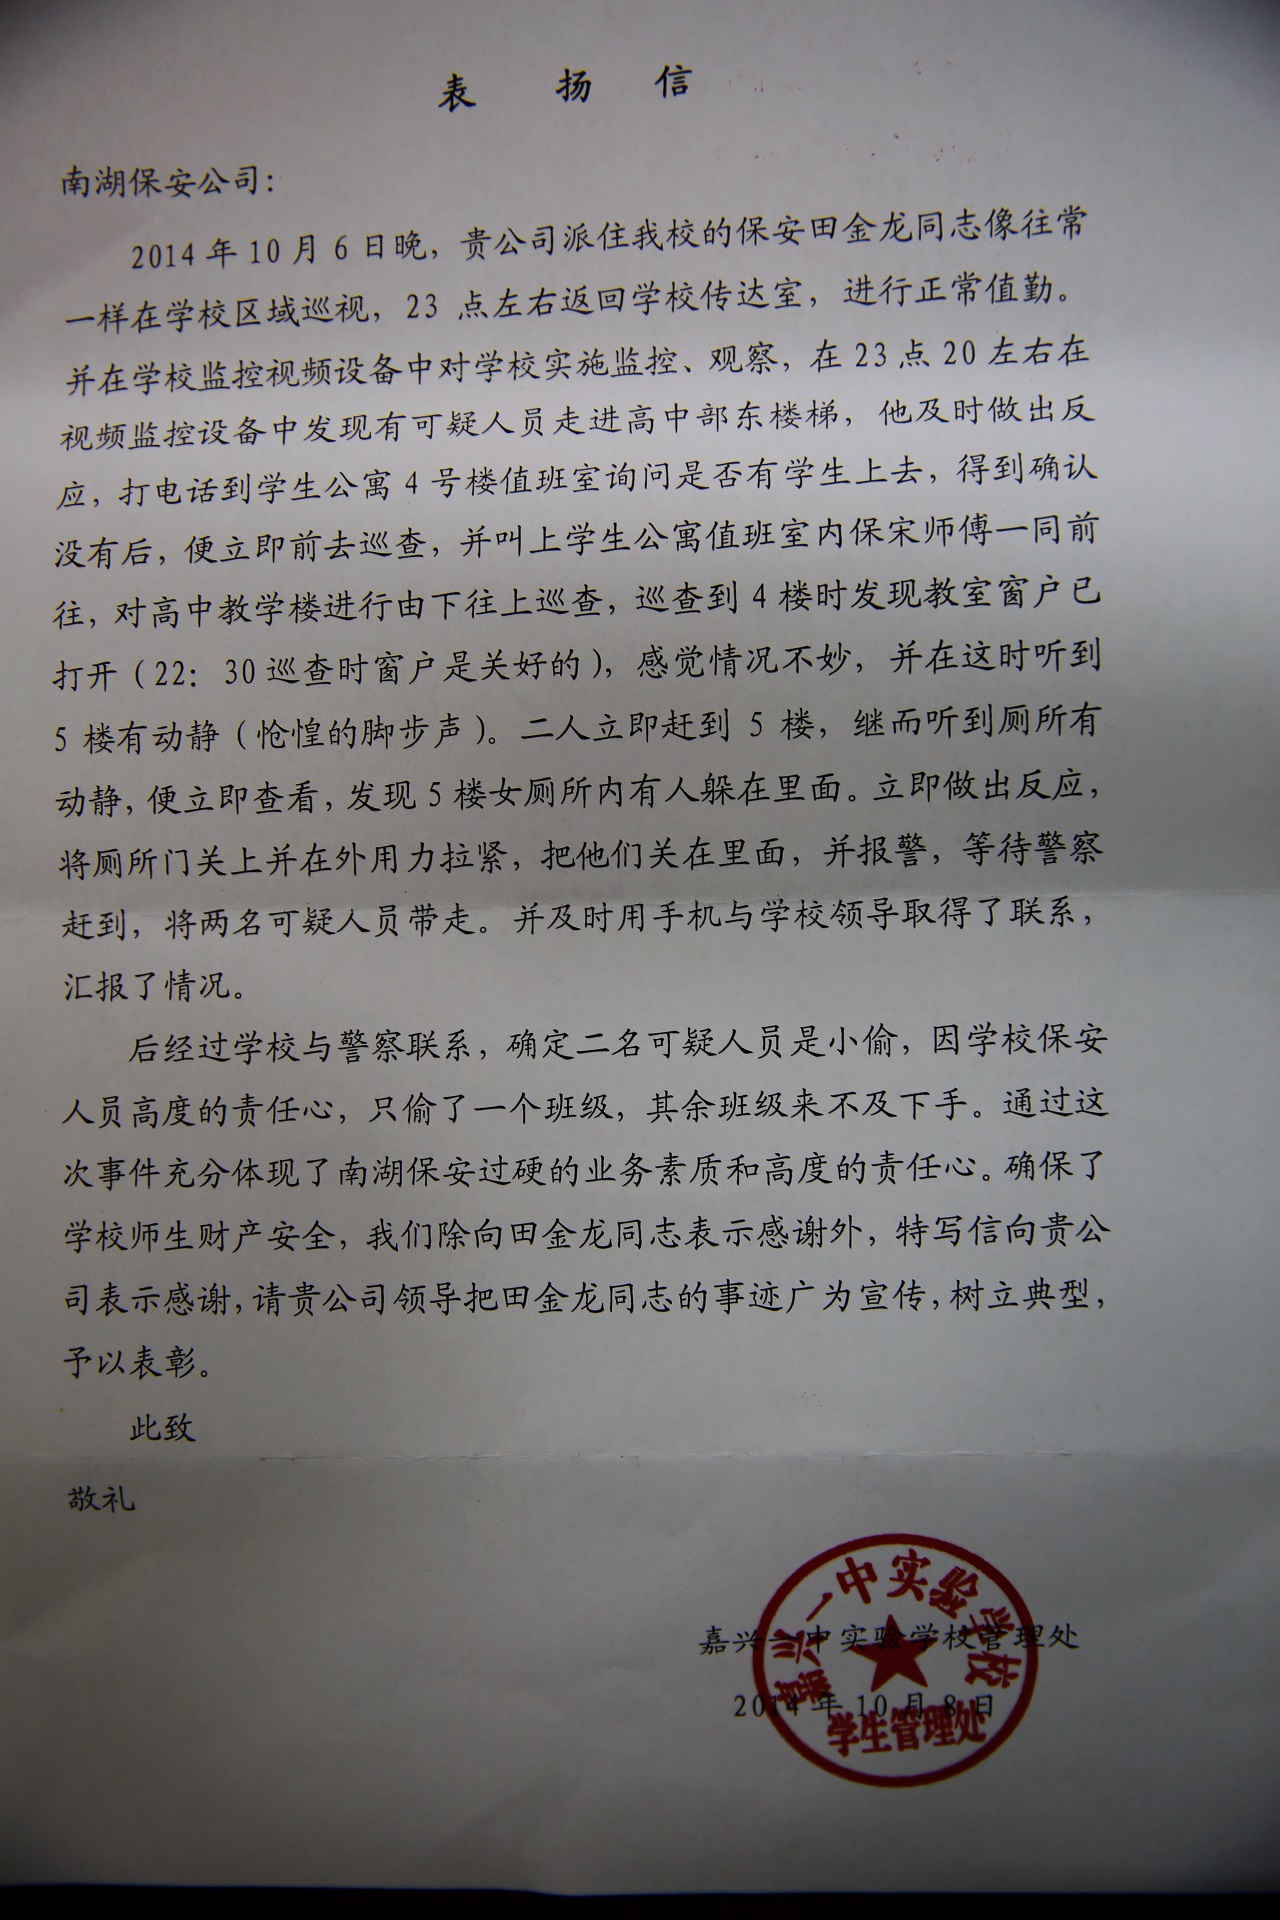 表 扬 信
南湖保安公司：
2014年10月6日晚，贵公司派住我校的保安田金龙同志像往常
一样在学校区域巡视，23 点左右返回学校传达室，进行正常值勤。
并在学校监控视频设备中对学校实施监控、观察，在23点20左右在
视频监控设备中发现有可疑人员走进高中部东楼梯，他及时做出反
应，打电话到学生公寓4号楼值班室询问是否有学生上去，得到确认
没有后，便立即前去巡查，并叫上学生公寓值班室内保宋师傅一同前
往，对高中教学楼进行由下往上巡查，巡查到4楼时发现教室窗户已
打开（22：30巡查时窗户是关好的），感觉情况不妙，并在这时听到
5 楼有动静（怆惶的脚步声）。二人立即赶到 5 楼，继而听到厕所有
动静，便立即查看，发现5楼女厕所内有人躲在里面。立即做出反应，
将厕所门关上并在外用力拉紧，把他们关在里面，并报警，等待警察
赶到，将两名可疑人员带走。并及时用手机与学校领导取得了联系，
汇报了情况。
后经过学校与警察联系，确定二名可疑人员是小偷，因学校保安
人员高度的责任心，只偷了一个班级，其余班级来不及下手。通过这
次事件充分体现了南湖保安过硬的业务素质和高度的责任心。确保了
学校师生财产安全，我们除向田金龙同志表示感谢外，特写信向贵公
司表示感谢，请贵公司领导把田金龙同志的事迹广为宣传，树立典型，
予以表彰。
此致
敬礼
嘉兴一中实验学校管理处
2014年10月8日
嘉兴一中实验学校
学生管理处